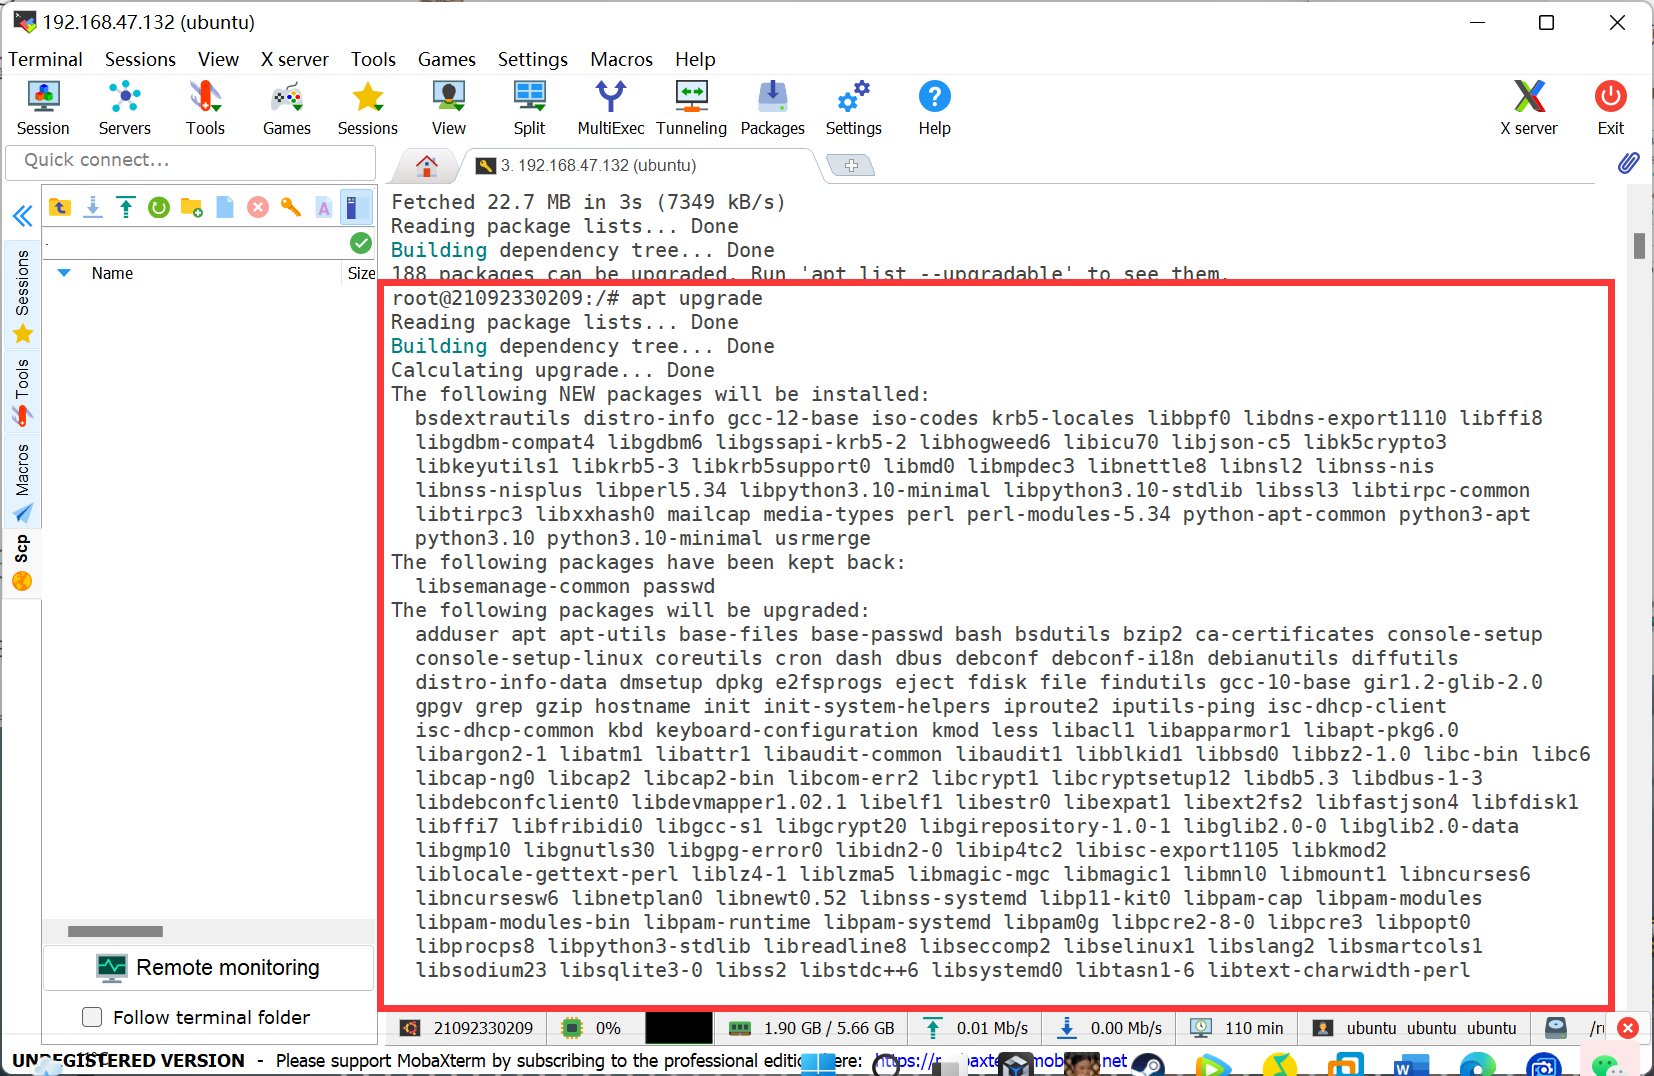 192.168.47.132 (ubuntu)
Terminal Sessions View X server Tools Games Settings Macros Help
Session Servers Tools Games Sessions View Split MultiExec Tunneling Packages Settings Help X server Exit
Quick connect...
3. 192.168.47.132 (ubuntu)
Name Size
Sessions
Tools
Macros
Scp
Fetched 22.7 MB in 3s (7349 kB/s)
Reading package lists... Done
Building dependency tree... Done
188 packages can be upgraded. Run 'apt list --upgradable' to see them.
root@21092330209:/# apt upgrade
Reading package lists... Done
Building dependency tree... Done
Calculating upgrade... Done
The following NEW packages will be installed:
bsdextrautils distro-info gcc-12-base iso-codes krb5-locales libbpf0 libdns-export1110 libffi8
libgdbm-compat4 libgdbm6 libgssapi-krb5-2 libhogweed6 libicu70 libjson-c5 libk5crypto3
libkeyutils1 libkrb5-3 libkrb5support0 libmd0 libmpdec3 libnettle8 libnsl2 libnss-nis
libnss-nisplus libperl5.34 libpython3.10-minimal libpython3.10-stdlib libssl3 libtirpc-common
libtirpc3 libxxhash0 mailcap media-types perl perl-modules-5.34 python-apt-common python3-apt
python3.10 python3.10-minimal usrmerge
The following packages have been kept back:
libsemanage-common passwd
The following packages will be upgraded:
adduser apt apt-utils base-files base-passwd bash bsdutils bzip2 ca-certificates console-setup
console-setup-linux coreutils cron dash dbus debconf debconf-i18n debianutils diffutils
distro-info-data dmsetup dpkg e2fsprogs eject fdisk file findutils gcc-10-base gir1.2-glib-2.0
gpgv grep gzip hostname init init-system-helpers iproute2 iputils-ping isc-dhcp-client
isc-dhcp-common kbd keyboard-configuration kmod less libacl1 libapparmor1 libapt-pkg6.0
libargon2-1 libatm1 libattr1 libaudit-common libaudit1 libblkid1 libbsd0 libbz2-1.0 libc-bin libc6
libcap-ng0 libcap2 libcap2-bin libcom-err2 libcrypt1 libcryptsetup12 libdb5.3 libdbus-1-3
libdebconfclient0 libdevmapper1.02.1 libelf1 libestr0 libexpat1 libext2fs2 libfastjson4 libfdisk1
libffi7 libfribidi0 libgcc-s1 libgcrypt20 libgirepository-1.0-1 libglib2.0-0 libglib2.0-data
libgmp10 libgnutls30 libgpg-error0 libidn2-0 libip4tc2 libisc-export1105 libkmod2
liblocale-gettext-perl liblz4-1 liblzma5 libmagic-mgc libmagic1 libmnl0 libmount1 libncurses6
libncursesw6 libnetplan0 libnewt0.52 libnss-systemd libp11-kit0 libpam-cap libpam-modules
libpam-modules-bin libpam-runtime libpam-systemd libpam0g libpcre2-8-0 libpcre3 libpopt0
libprocps8 libpython3-stdlib libreadline8 libseccomp2 libselinux1 libslang2 libsmartcols1
libsodium23 libsqlite3-0 libss2 libstdc++6 libsystemd0 libtasn1-6 libtext-charwidth-perl
Remote monitoring
Follow terminal folder
21092330209 0% 1.90 GB / 5.66 GB 0.01 Mb/s 0.00 Mb/s 110 min ubuntu ubuntu ubuntu
UNREGISTERED VERSION - Please support MobaXterm by subscribing to the professional here: